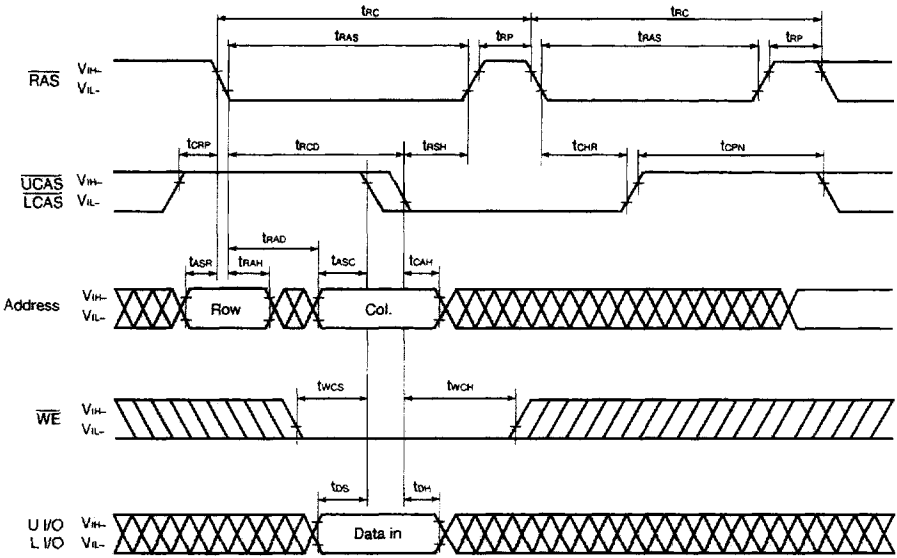 tRC tRC
tRAS tRP tRAS tRP
RAS VIH– VIL–
tCRP tRCD tRSH tCHR tCPN
UCAS VIH–
LCAS VIL–
tRAD
tASR tRAH tASC tCAH
Address VIH– VIL– Row Col.
tWCS tWCH
WE VIH– VIL–
tDS tDH
U I/O VIH–
L I/O VIL–
Data in